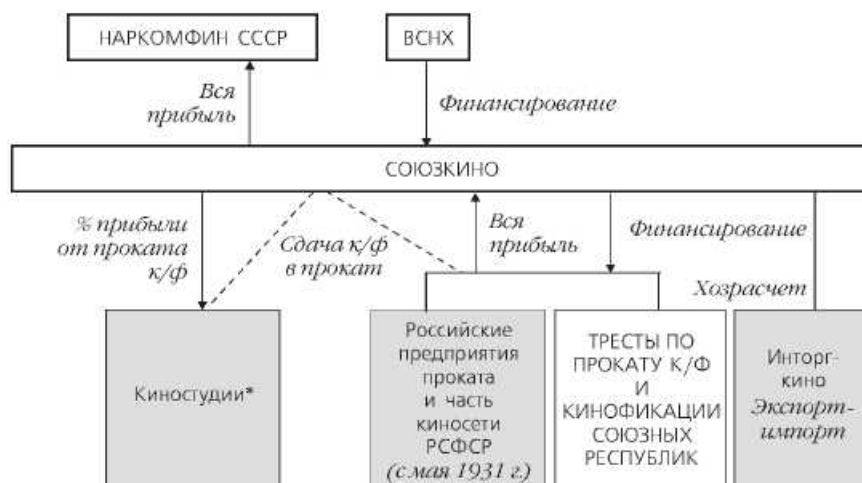 НАРКОМФИН СССР
ВСНХ
Вся
прибыль
Финансирование
СОЮЗКИНО
% прибыли
от проката
к/ф
Сдача к/ф
в прокат
Вся
прибыль
Финансирование
Хозрасчет
Киностудии*
Российские
предприятия
проката
и часть
киносети
РСФСР
(с мая 1931 г.)
ТРЕСТЫ ПО
ПРОКАТУ К/Ф
И
КИНОФИКАЦИИ
СОЮЗНЫХ
РЕСПУБЛИК
Инторг-
кино
Экспорт-
импорт